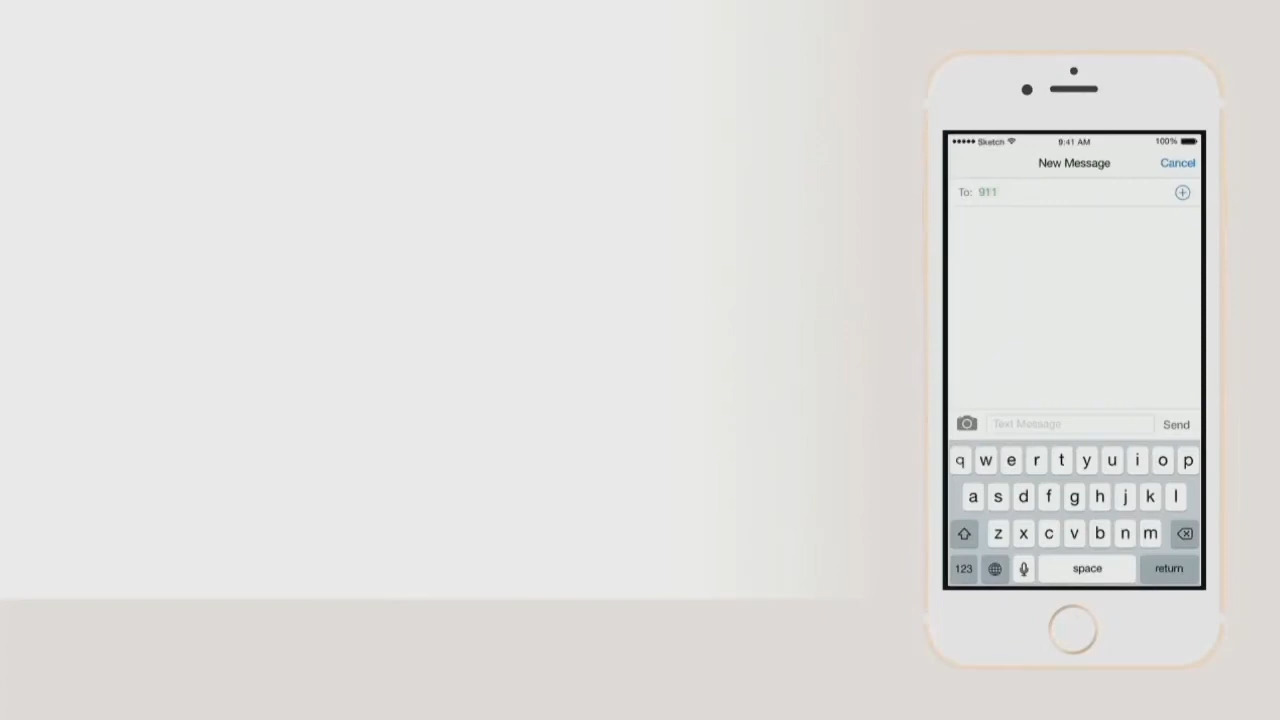 Sketch 9:41 AM 100%
New Message Cancel
To: 911
Text Message Send
q w e r t y u i o p
a s d f g h j k l
z x c v b n m
123 space return